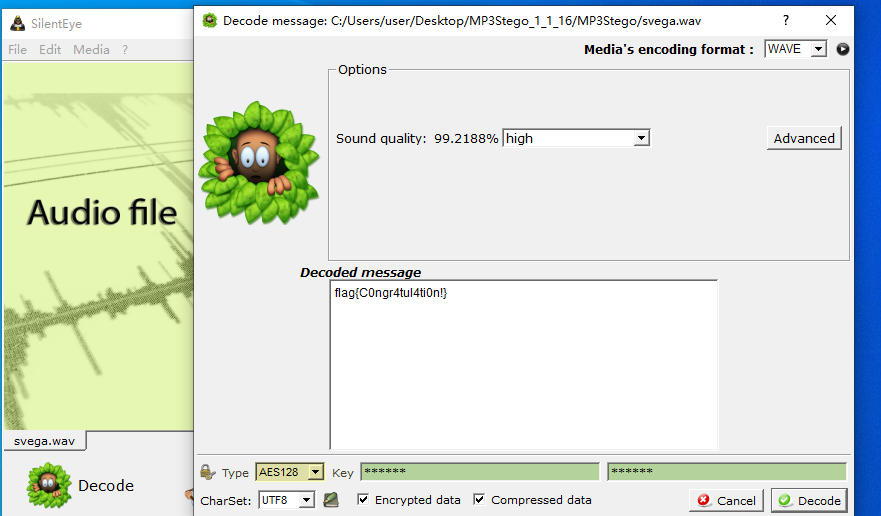 SilentEye
File Edit Media ?
Audio file
svega.wav
Decode
Decode message: C:/Users/user/Desktop/MP3Stego_1_1_16/MP3Stego/svega.wav
?
Media's encoding format : WAVE
Options
Sound quality: 99.2188% high
Advanced
Decoded message
flag{C0ngr4tul4ti0n!}
Type AES128 Key ****** ******
CharSet: UTF8 Encrypted data Compressed data Cancel Decode